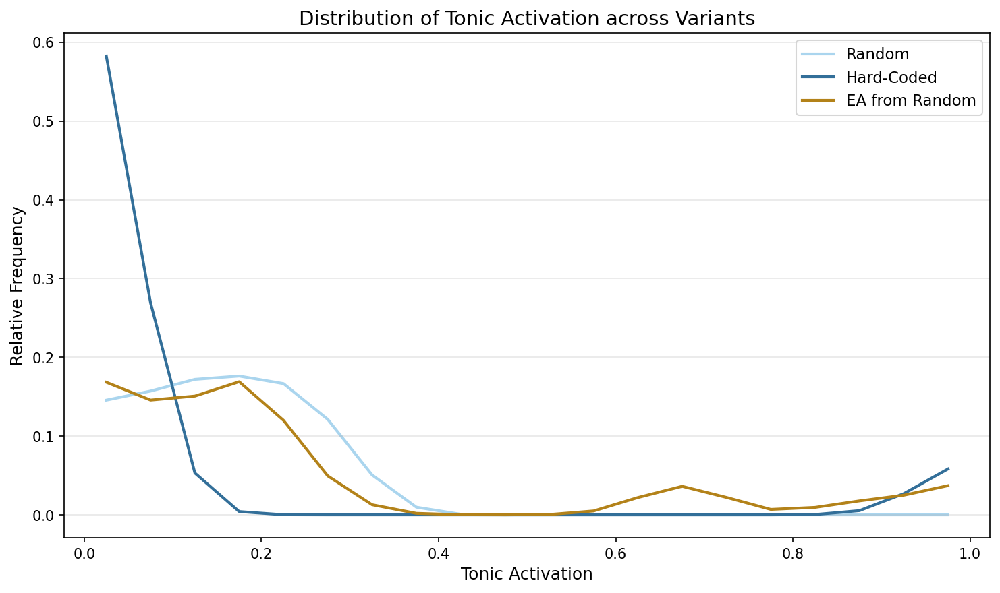 Distribution of Tonic Activation across Variants
Random
Hard-Coded
EA from Random
Relative Frequency
0.6
0.5
0.4
0.3
0.2
0.1
0.0
0.0 0.2 0.4 0.6 0.8 1.0
Tonic Activation